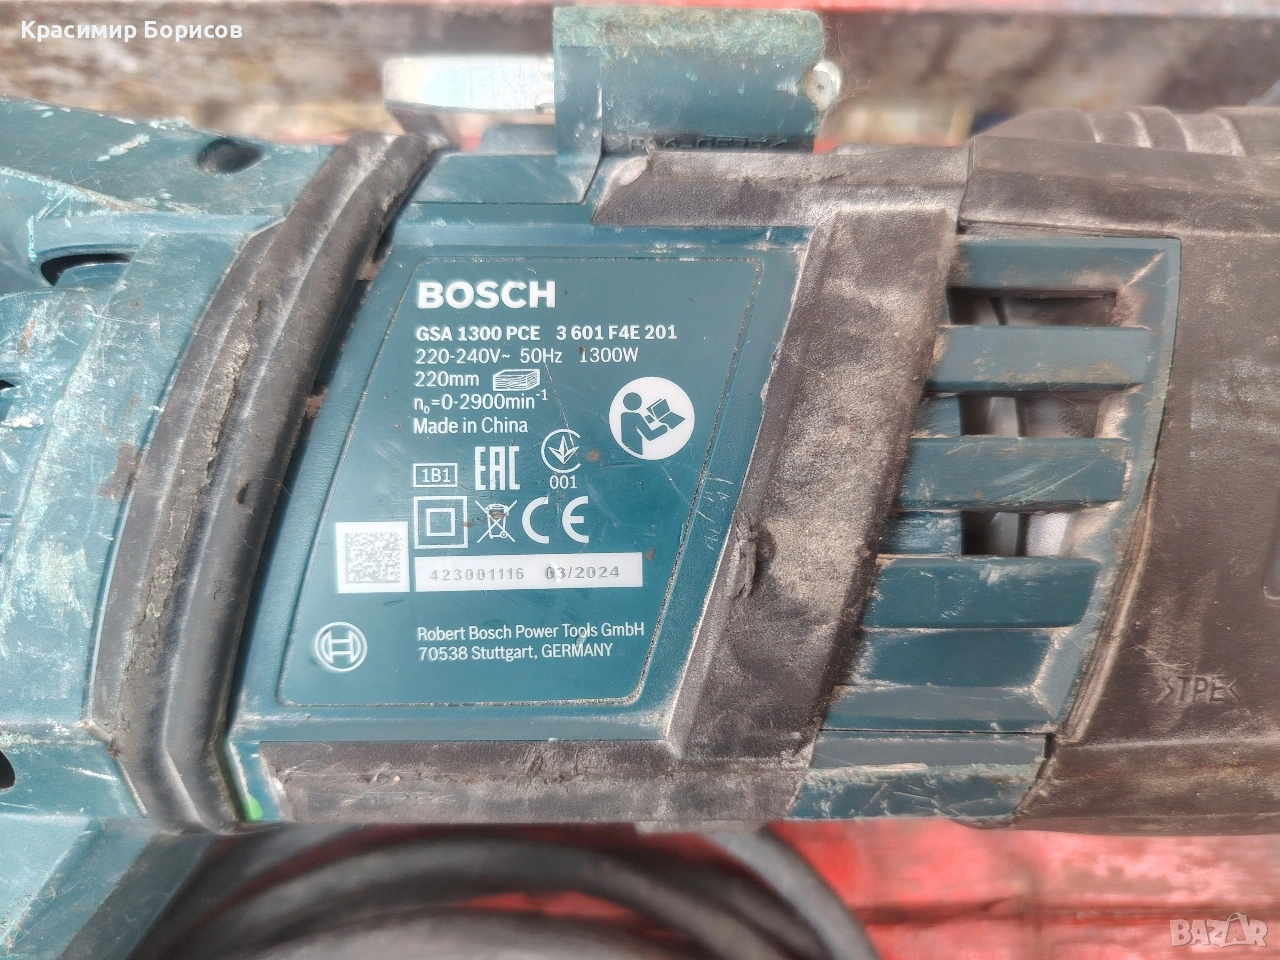 Красимир Борисов
BOSCH
GSA 1300 PCE 3 601 F4E 201
220-240V~ 50Hz 1300W
220mm
n₀=0-2900min⁻¹
Made in China
1B1 EAC
001
CE
423001116 03/2024
Robert Bosch Power Tools GmbH
70538 Stuttgart, GERMANY
>TPE<
BAZAR